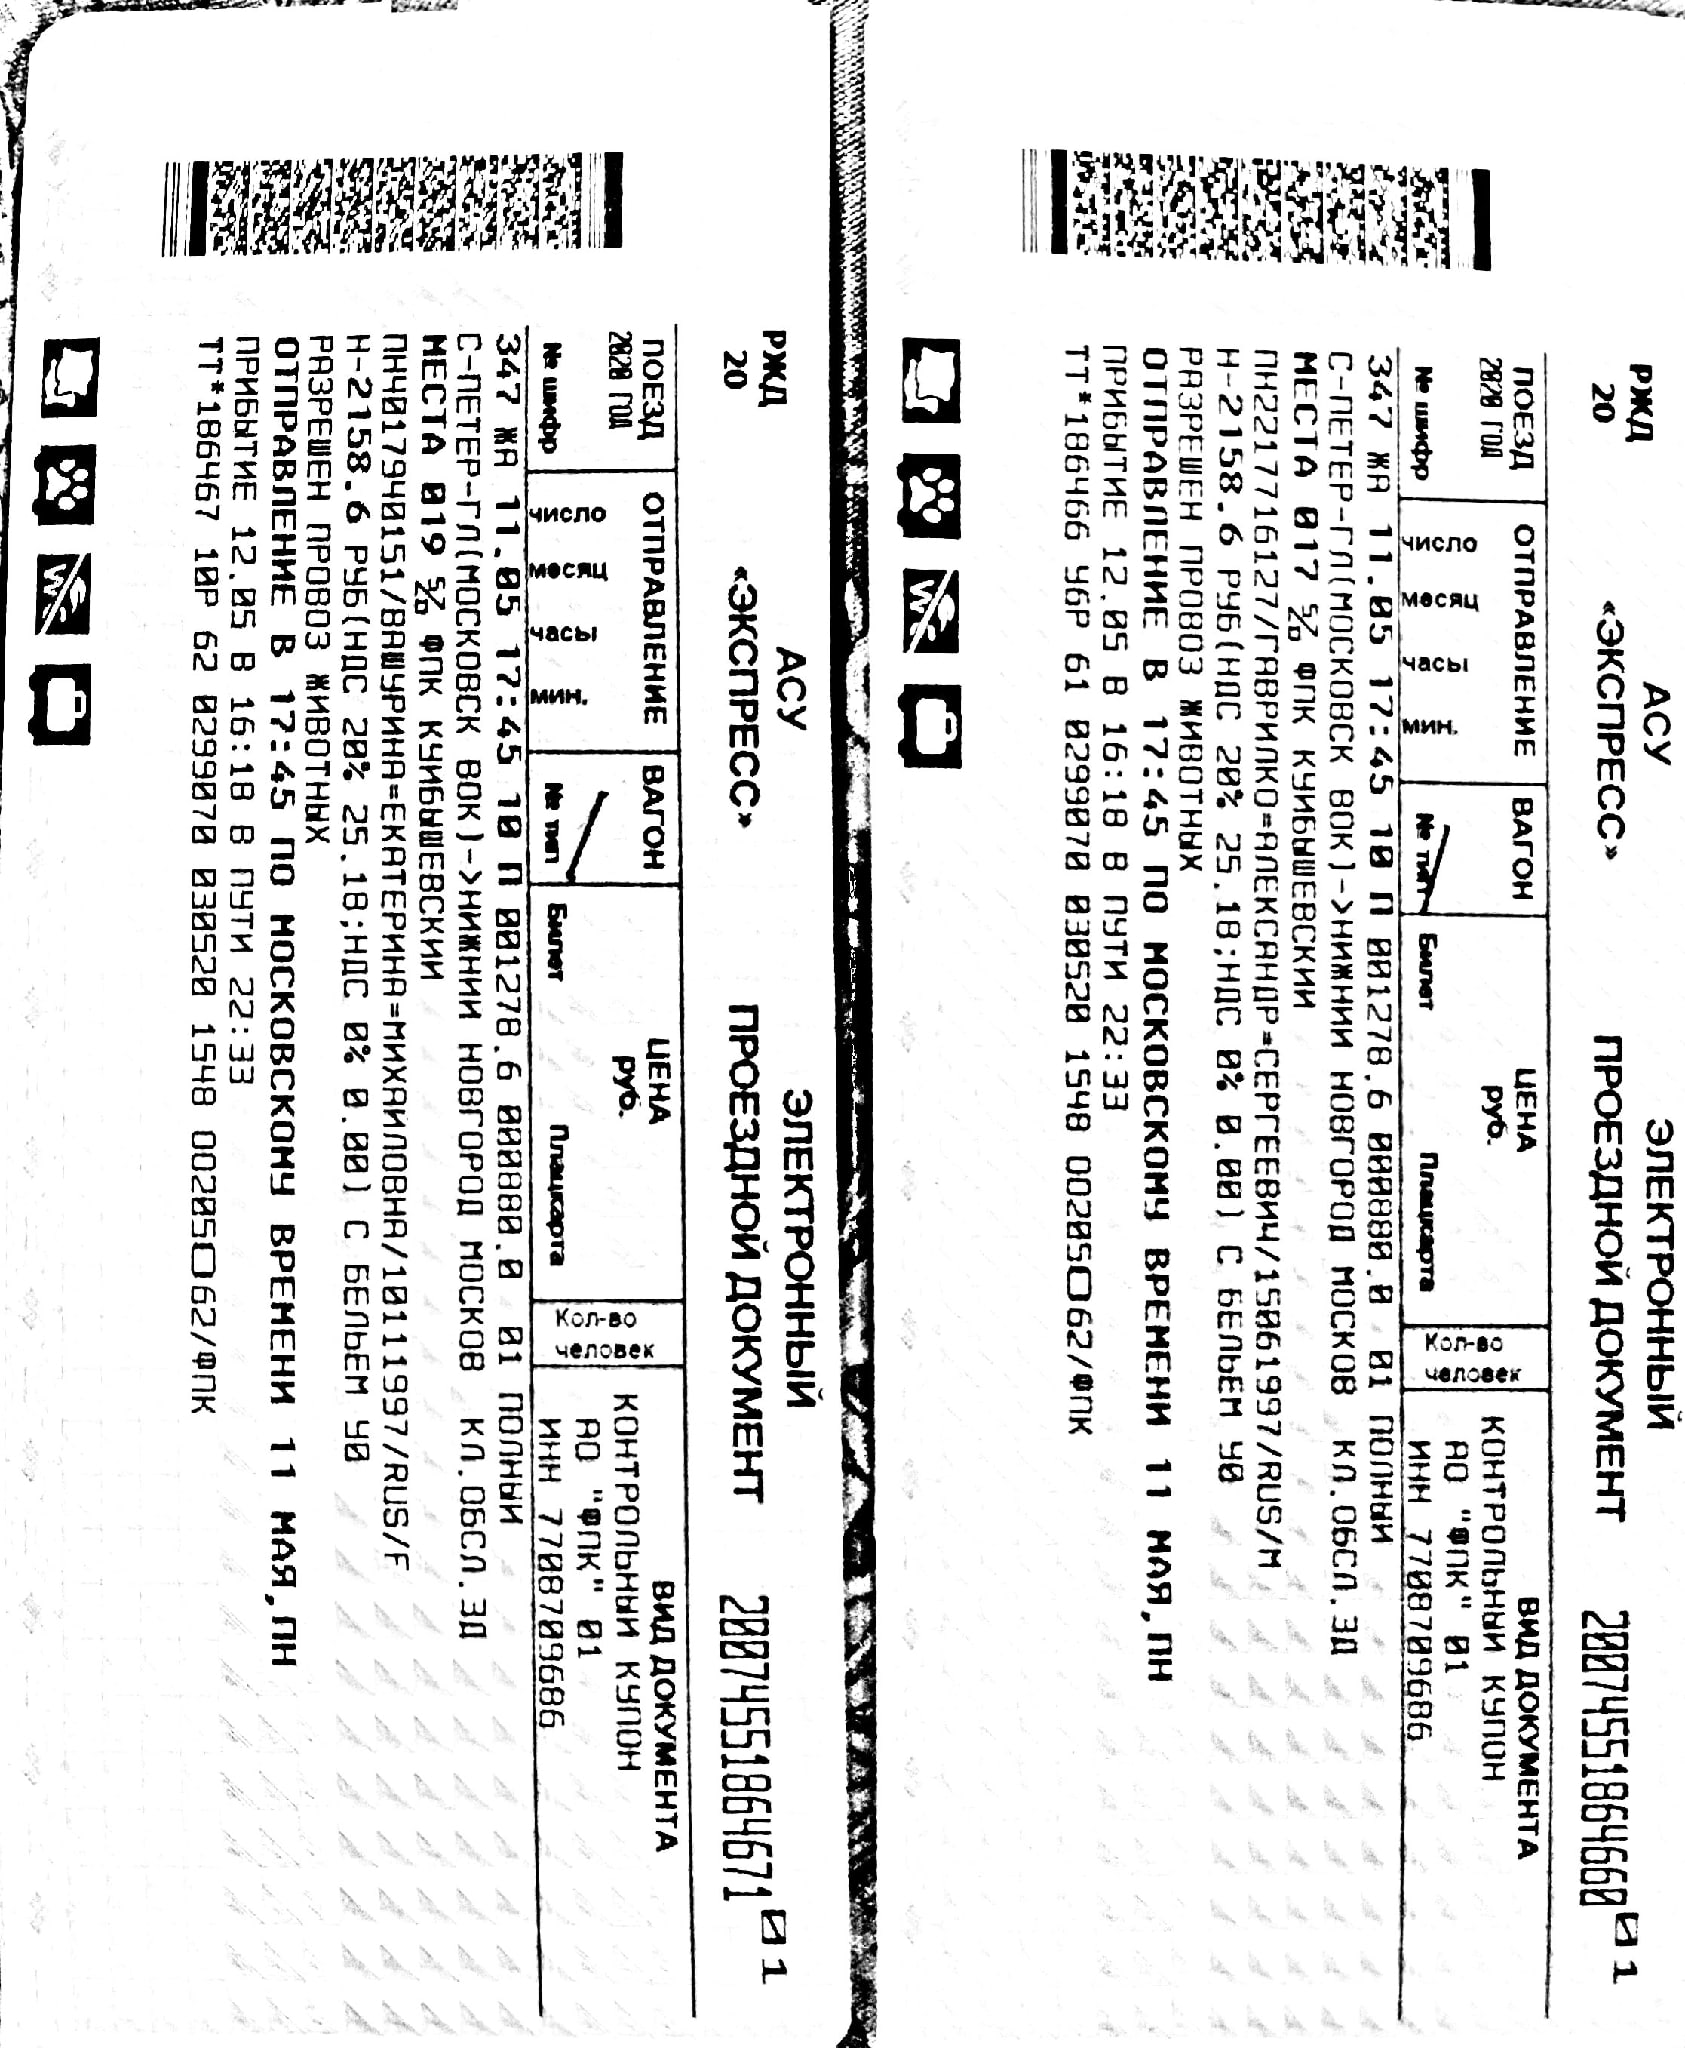 РЖД
20
АСУ
«ЭКСПРЕСС»
ЭЛЕКТРОННЫЙ
ПРОЕЗДНОЙ ДОКУМЕНТ
20074551864660 01
ПОЕЗД ОТПРАВЛЕНИЕ ВАГОН ЦЕНА руб. Кол-во человек ВИД ДОКУМЕНТА
2020 ГОД КОНТРОЛЬНЫЙ КУПОН
АО "ФПК" 01
№ шифр число месяц часы мин. № тип Билет Плацкарта ИНН 7708709686
347 ЖА 11.05 17:45 10 П 001278.6 000880.0 01 ПОЛНЫЙ
С-ПЕТЕР-ГЛ(МОСКОВСК ВОК)->НИЖНИЙ НОВГОРОД МОСКОВ КЛ.ОБСЛ.3Д
МЕСТА 017 ФПК КУЙБЫШЕВСКИЙ
ПН2217716127/ГАВРИЛКО=АЛЕКСАНДР=СЕРГЕЕВИЧ/15061997/RUS/M
Н-2158.6 РУБ(НДС 20% 25.18;НДС 0% 0.00) С БЕЛЬЕМ У0
РАЗРЕШЕН ПРОВОЗ ЖИВОТНЫХ
ОТПРАВЛЕНИЕ В 17:45 ПО МОСКОВСКОМУ ВРЕМЕНИ 11 МАЯ,ПН
ПРИБЫТИЕ 12.05 В 16:18 В ПУТИ 22:33
ТТ*186466 У6Р 61 0299070 030520 1548 00205□62/ФПК
WC
РЖД
20
АСУ
«ЭКСПРЕСС»
ЭЛЕКТРОННЫЙ
ПРОЕЗДНОЙ ДОКУМЕНТ
20074551864671 01
ПОЕЗД ОТПРАВЛЕНИЕ ВАГОН ЦЕНА руб. Кол-во человек ВИД ДОКУМЕНТА
2020 ГОД КОНТРОЛЬНЫЙ КУПОН
АО "ФПК" 01
№ шифр число месяц часы мин. № тип Билет Плацкарта ИНН 7708709686
347 ЖА 11.05 17:45 10 П 001278.6 000880.0 01 ПОЛНЫЙ
С-ПЕТЕР-ГЛ(МОСКОВСК ВОК)->НИЖНИЙ НОВГОРОД МОСКОВ КЛ.ОБСЛ.3Д
МЕСТА 019 ФПК КУЙБЫШЕВСКИЙ
ПН4017940151/ВАШУРИНА=ЕКАТЕРИНА=МИХАЙЛОВНА/10111997/RUS/F
Н-2158.6 РУБ(НДС 20% 25.18;НДС 0% 0.00) С БЕЛЬЕМ У0
РАЗРЕШЕН ПРОВОЗ ЖИВОТНЫХ
ОТПРАВЛЕНИЕ В 17:45 ПО МОСКОВСКОМУ ВРЕМЕНИ 11 МАЯ,ПН
ПРИБЫТИЕ 12.05 В 16:18 В ПУТИ 22:33
ТТ*186467 10Р 62 0299070 030520 1548 00205□62/ФПК
WC